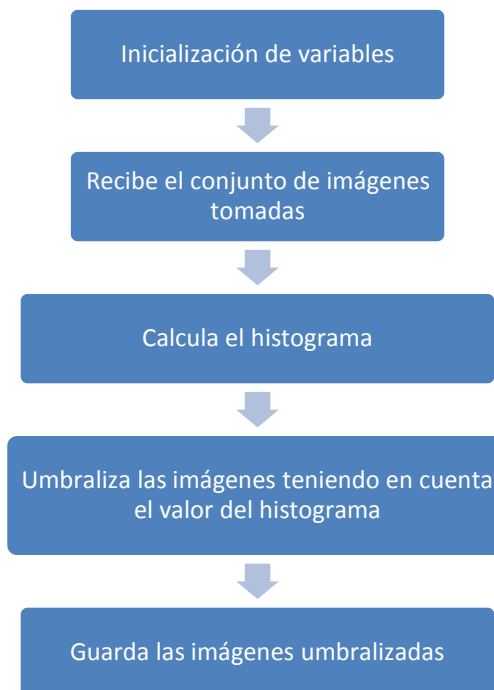 Inicialización de variables
Recibe el conjunto de imágenes
tomadas
Calcula el histograma
Umbraliza las imágenes teniendo en cuenta
el valor del histograma
Guarda las imágenes umbralizadas